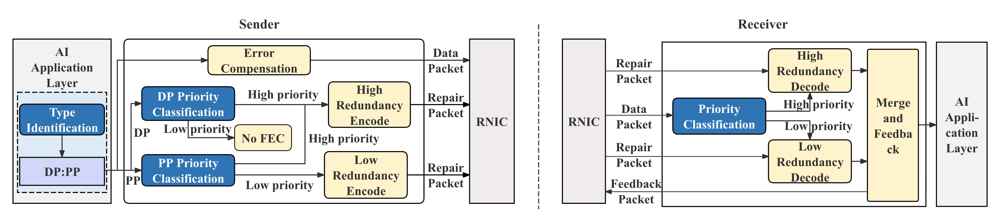 Sender
AI
Application
Layer
Type
Identification
DP:PP
DP
PP
Error
Compensation
DP Priority
Classification
High priority
Low priority
No FEC
High priority
PP Priority
Classification
Low priority
High
Redundancy
Encode
Low
Redundancy
Encode
Data
Packet
Repair
Packet
Repair
Packet
RNIC
Receiver
RNIC
Repair
Packet
Data
Packet
Repair
Packet
Feedback
Packet
Priority
Classification
High priority
Low priority
High
Redundancy
Decode
Low
Redundancy
Decode
Merge
and
Feedba
ck
AI
Appli-
cation
Layer